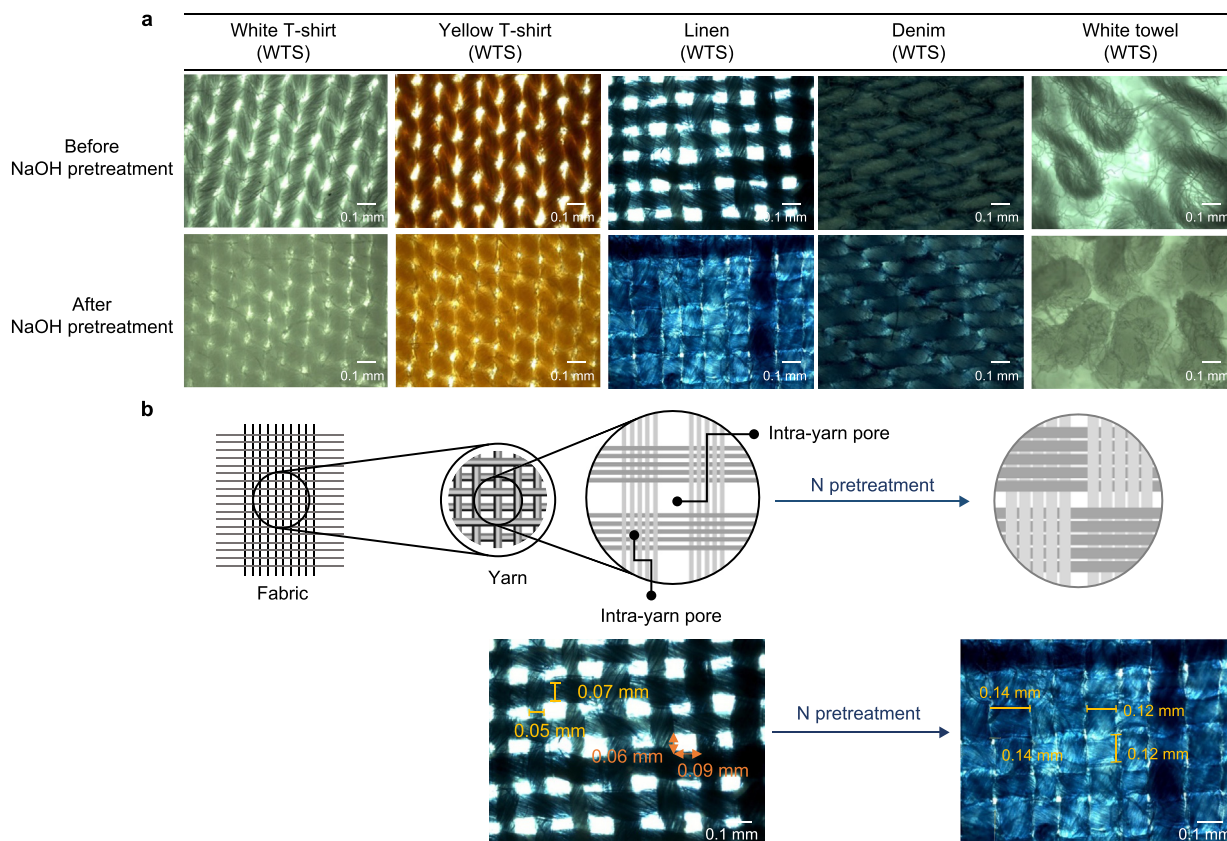 a
White T-shirt
(WTS)
Yellow T-shirt
(WTS)
Linen
(WTS)
Denim
(WTS)
White towel
(WTS)
Before
NaOH pretreatment
0.1 mm
0.1 mm
0.1 mm
0.1 mm
0.1 mm
After
NaOH pretreatment
0.1 mm
0.1 mm
0.1 mm
0.1 mm
0.1 mm
b
Intra-yarn pore
N pretreatment
Yarn
Fabric
Intra-yarn pore
0.07 mm
0.05 mm
0.06 mm
0.09 mm
0.1 mm
N pretreatment
0.14 mm
0.12 mm
0.14 mm
0.12 mm
0.1 mm